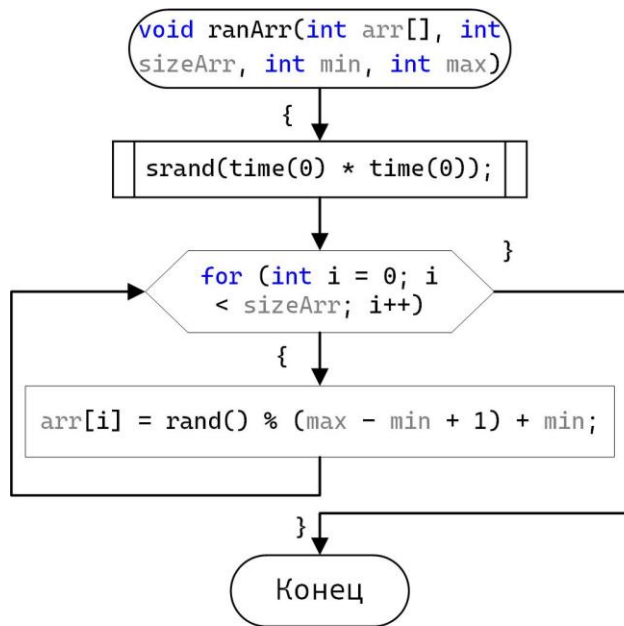 void ranArr(int arr[], int
sizeArr, int min, int max)
{
srand(time(0) * time(0));
}
for (int i = 0; i
< sizeArr; i++)
{
arr[i] = rand() % (max - min + 1) + min;
}
Конец